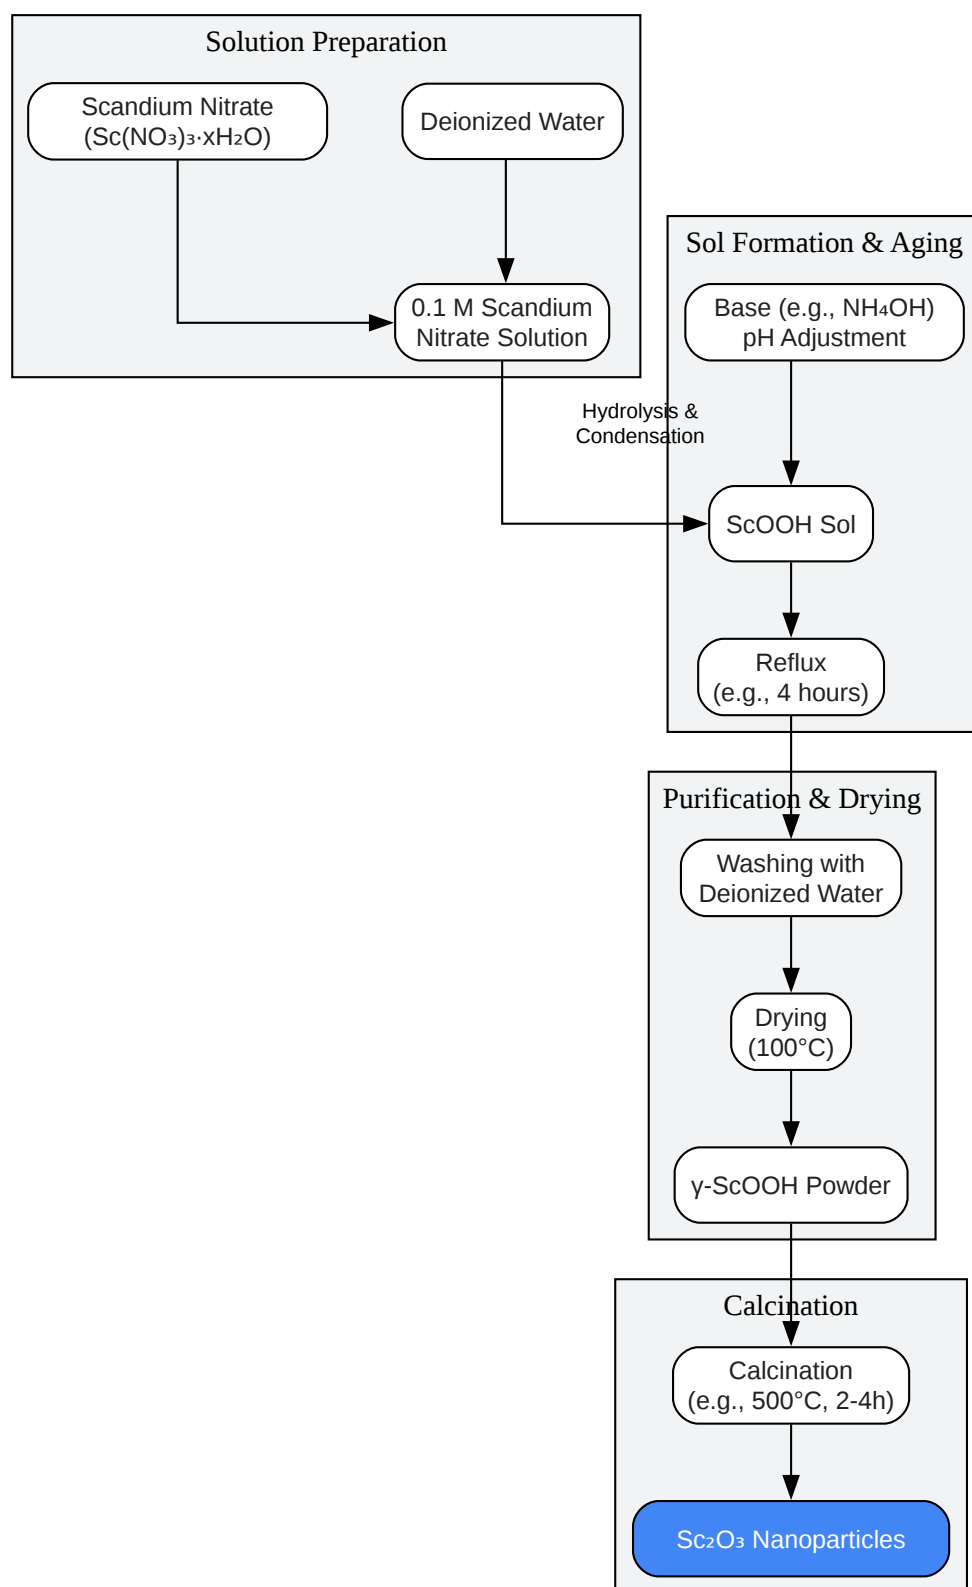 Solution Preparation
Scandium Nitrate
(Sc(NO₃)₃·xH₂O)
Deionized Water
0.1 M Scandium
Nitrate Solution
Sol Formation & Aging
Base (e.g., NH₄OH)
pH Adjustment
Hydrolysis &
Condensation
ScOOH Sol
Reflux
(e.g., 4 hours)
Purification & Drying
Washing with
Deionized Water
Drying
(100°C)
γ-ScOOH Powder
Calcination
Calcination
(e.g., 500°C, 2-4h)
Sc₂O₃ Nanoparticles